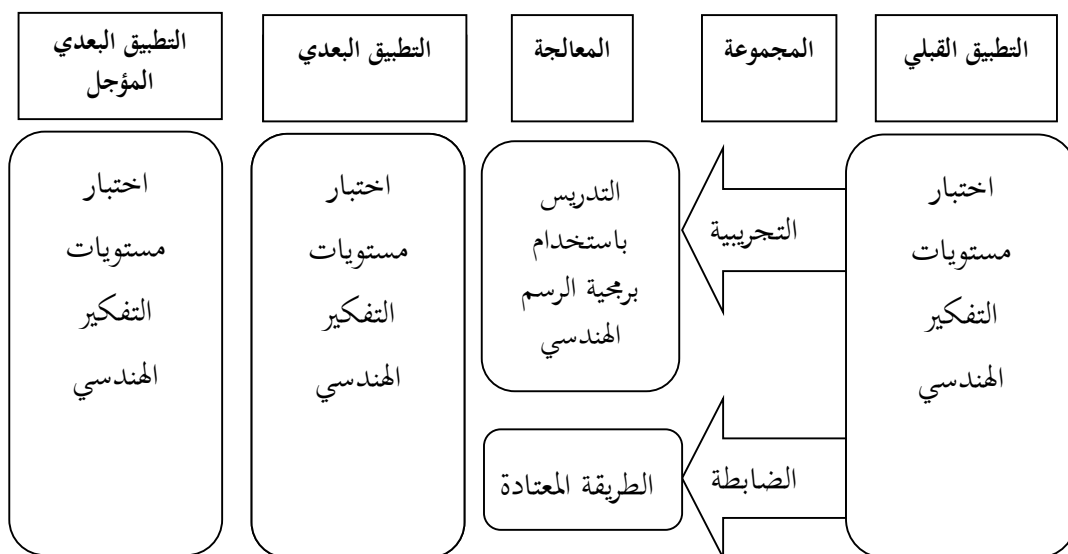 التطبيق القبلي
المجموعة
المعالجة
التطبيق البعدي
التطبيق البعدي
المؤجل
اختبار
مستويات
التفكير
الهندسي
التجريبية
الضابطة
التدريس
باستخدام
برمجية الرسم
الهندسي
الطريقة المعتادة
اختبار
مستويات
التفكير
الهندسي
اختبار
مستويات
التفكير
الهندسي